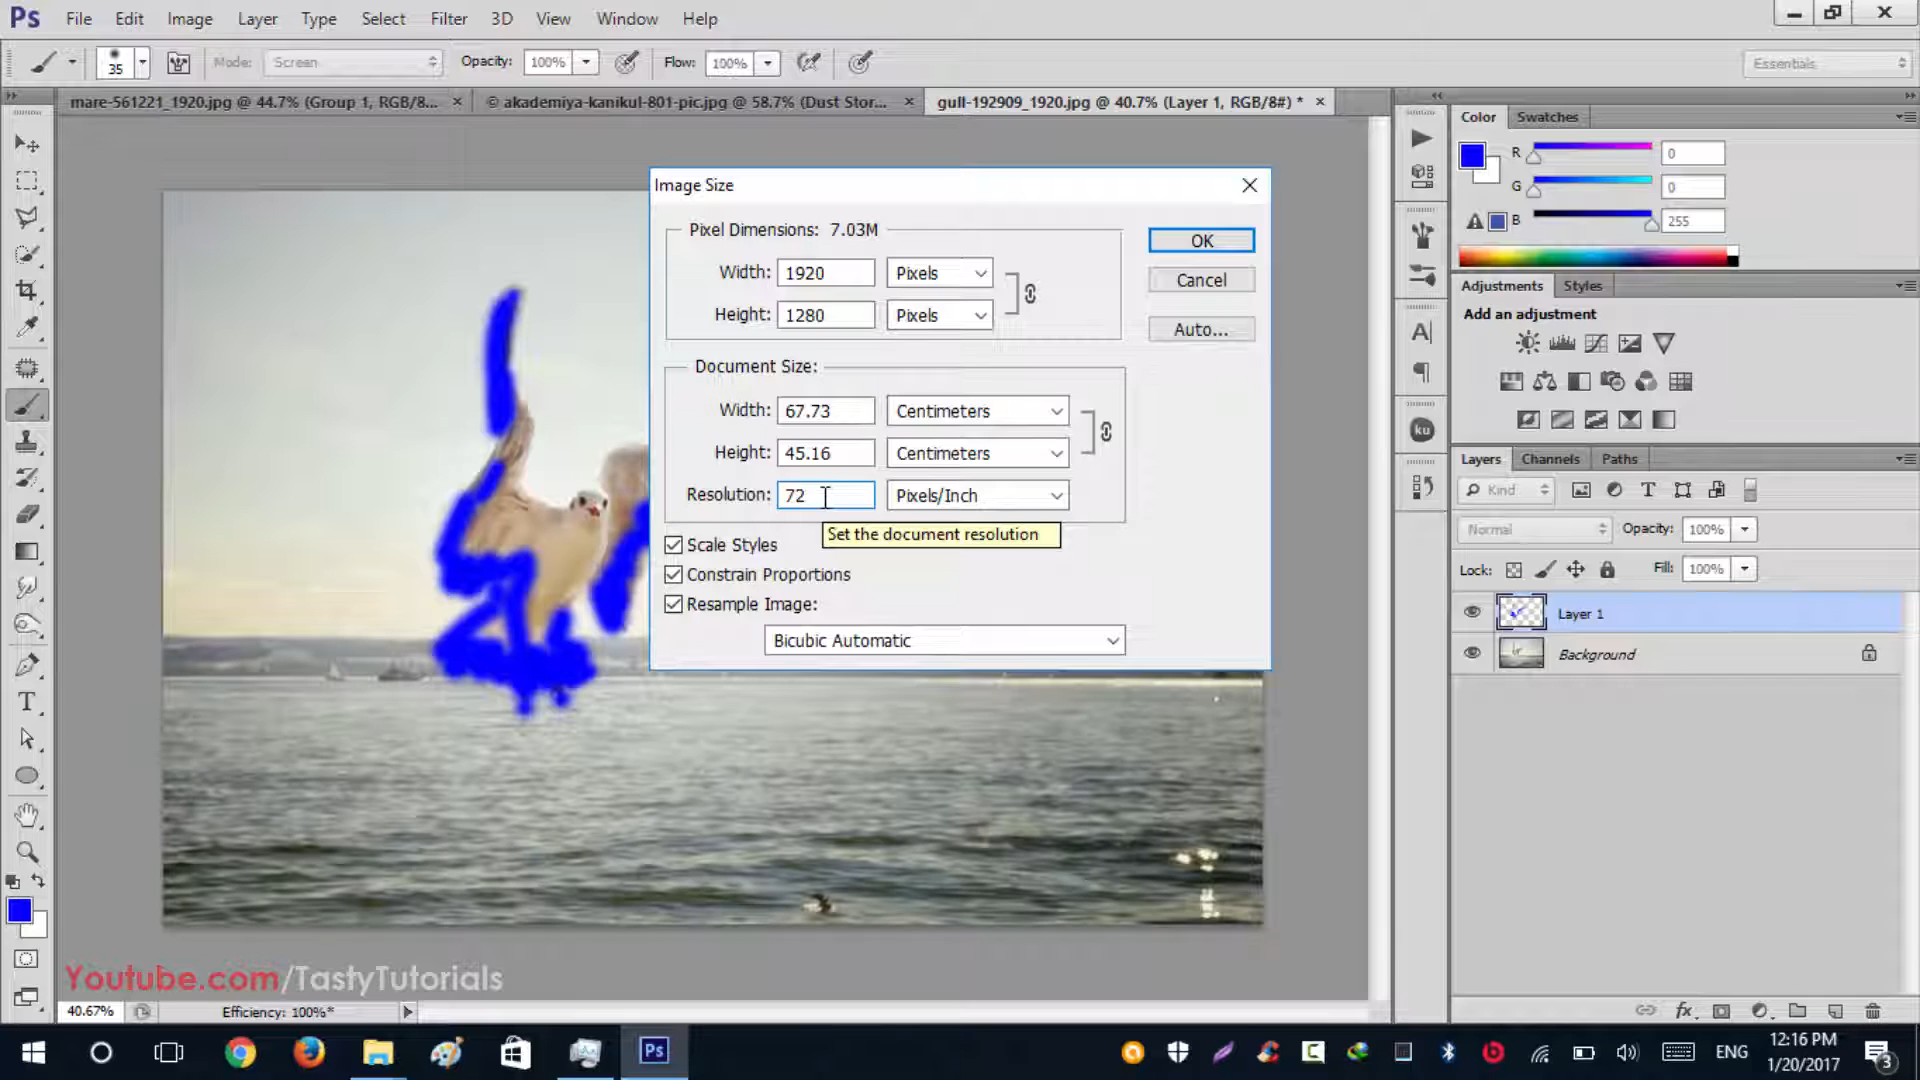 Ps File Edit Image Layer Type Select Filter 3D View Window Help
35 Mode: Screen Opacity: 100% Flow: 100% Essentials
mare-561221_1920.jpg @ 44.7% (Group 1, RGB/8... × © akademiya-kanikul-801-pic.jpg @ 58.7% (Dust Stor... × gull-192909_1920.jpg @ 40.7% (Layer 1, RGB/8#) * ×
Image Size
Pixel Dimensions: 7.03M
Width: 1920 Pixels
Height: 1280 Pixels
OK
Cancel
Auto...
Document Size:
Width: 67.73 Centimeters
Height: 45.16 Centimeters
Resolution: 72 Pixels/Inch
Set the document resolution
Scale Styles
Constrain Proportions
Resample Image:
Bicubic Automatic
Color Swatches
R 0
G 0
B 255
Adjustments Styles
Add an adjustment
A
ku
Layers Channels Paths
Kind T
Normal Opacity: 100%
Lock: Fill: 100%
Layer 1
Background
fx
T
Youtube.com/TastyTutorials
40.67% Efficiency: 100%*
Ps
ENG
12:16 PM
1/20/2017
3